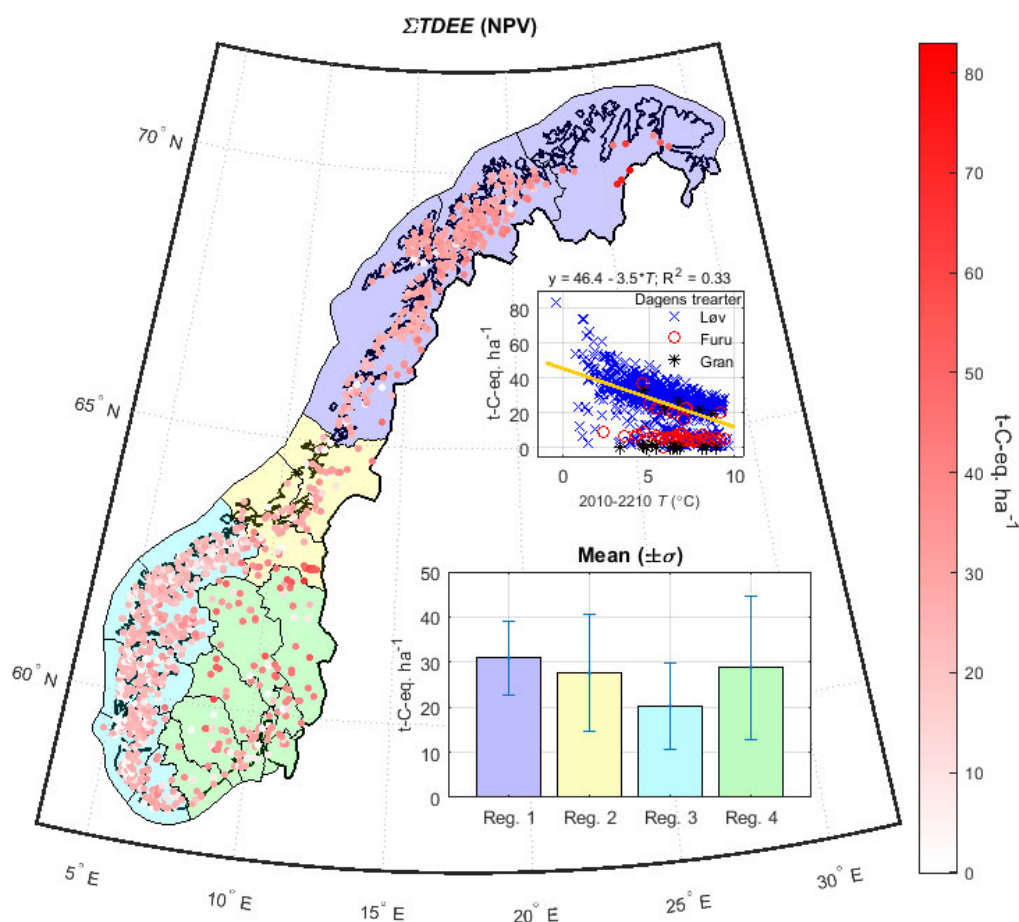 ΣTDEE (NPV)
70° N
65° N
60° N
5° E
10° E
15° E
20° E
25° E
30° E
y = 46.4 - 3.5*T; R² = 0.33
Dagens trearter
Løv
Furu
Gran
80
60
40
20
0
t-C-eq. ha⁻¹
0
5
10
2010-2210 T (°C)
Mean (±σ)
50
40
30
20
10
0
t-C-eq. ha⁻¹
Reg. 1
Reg. 2
Reg. 3
Reg. 4
80
70
60
50
40
30
20
10
0
t-C-eq. ha⁻¹